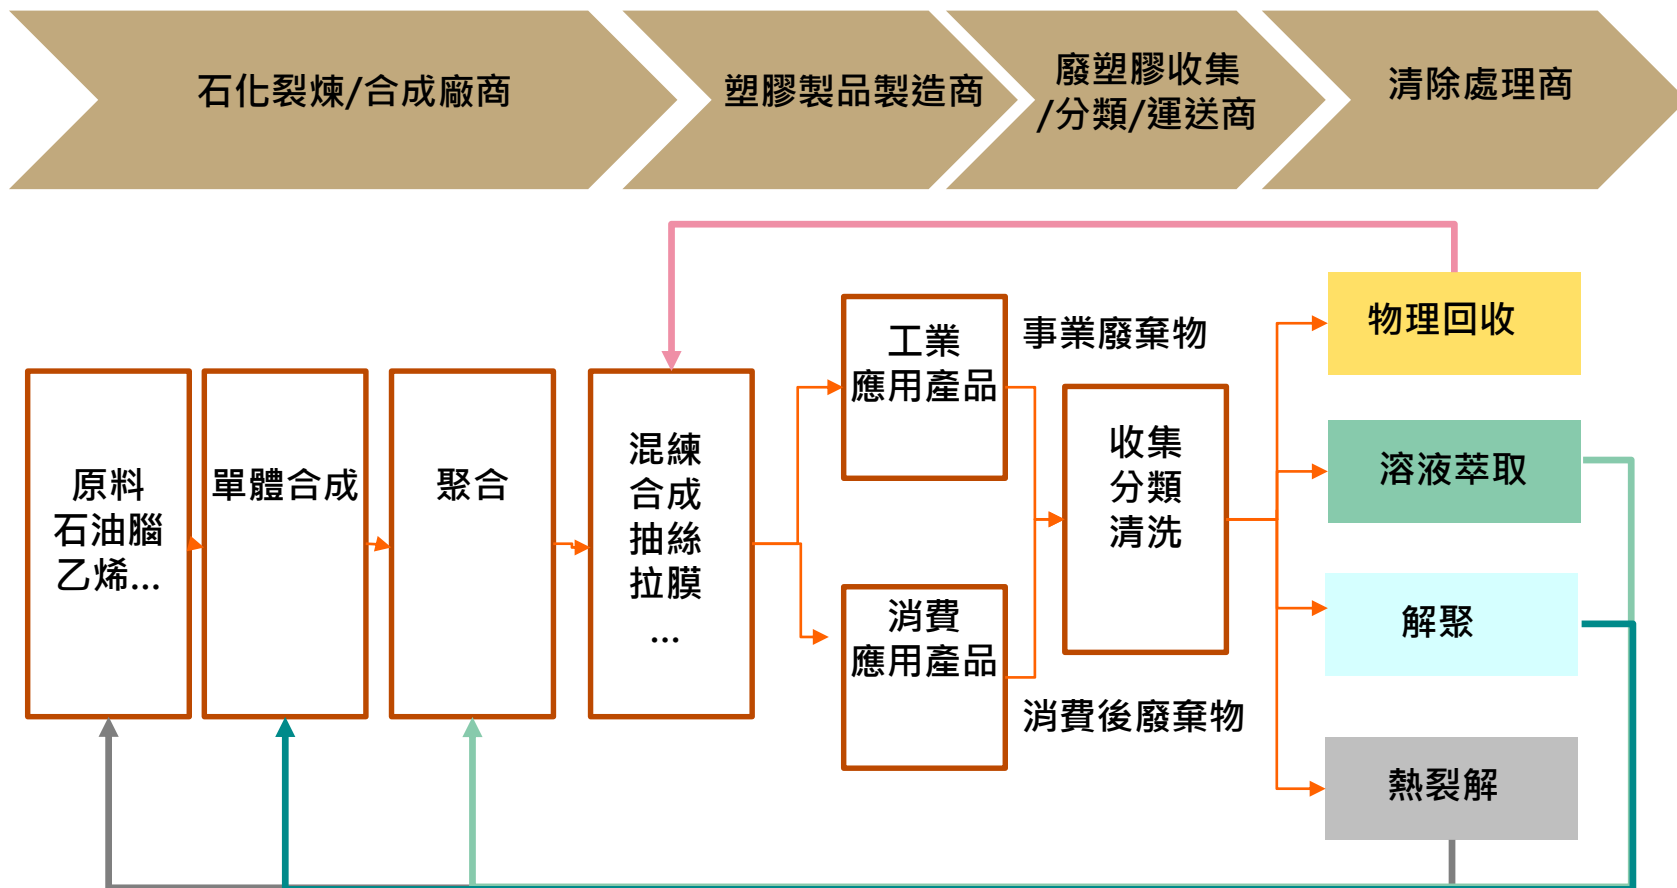 石化裂煉/合成廠商
塑膠製品製造商
廢塑膠收集
/分類/運送商
清除處理商
原料
石油腦
乙烯...
單體合成
聚合
混練
合成
抽絲
拉膜
...
工業
應用產品
消費
應用產品
事業廢棄物
消費後廢棄物
收集
分類
清洗
物理回收
溶液萃取
解聚
熱裂解